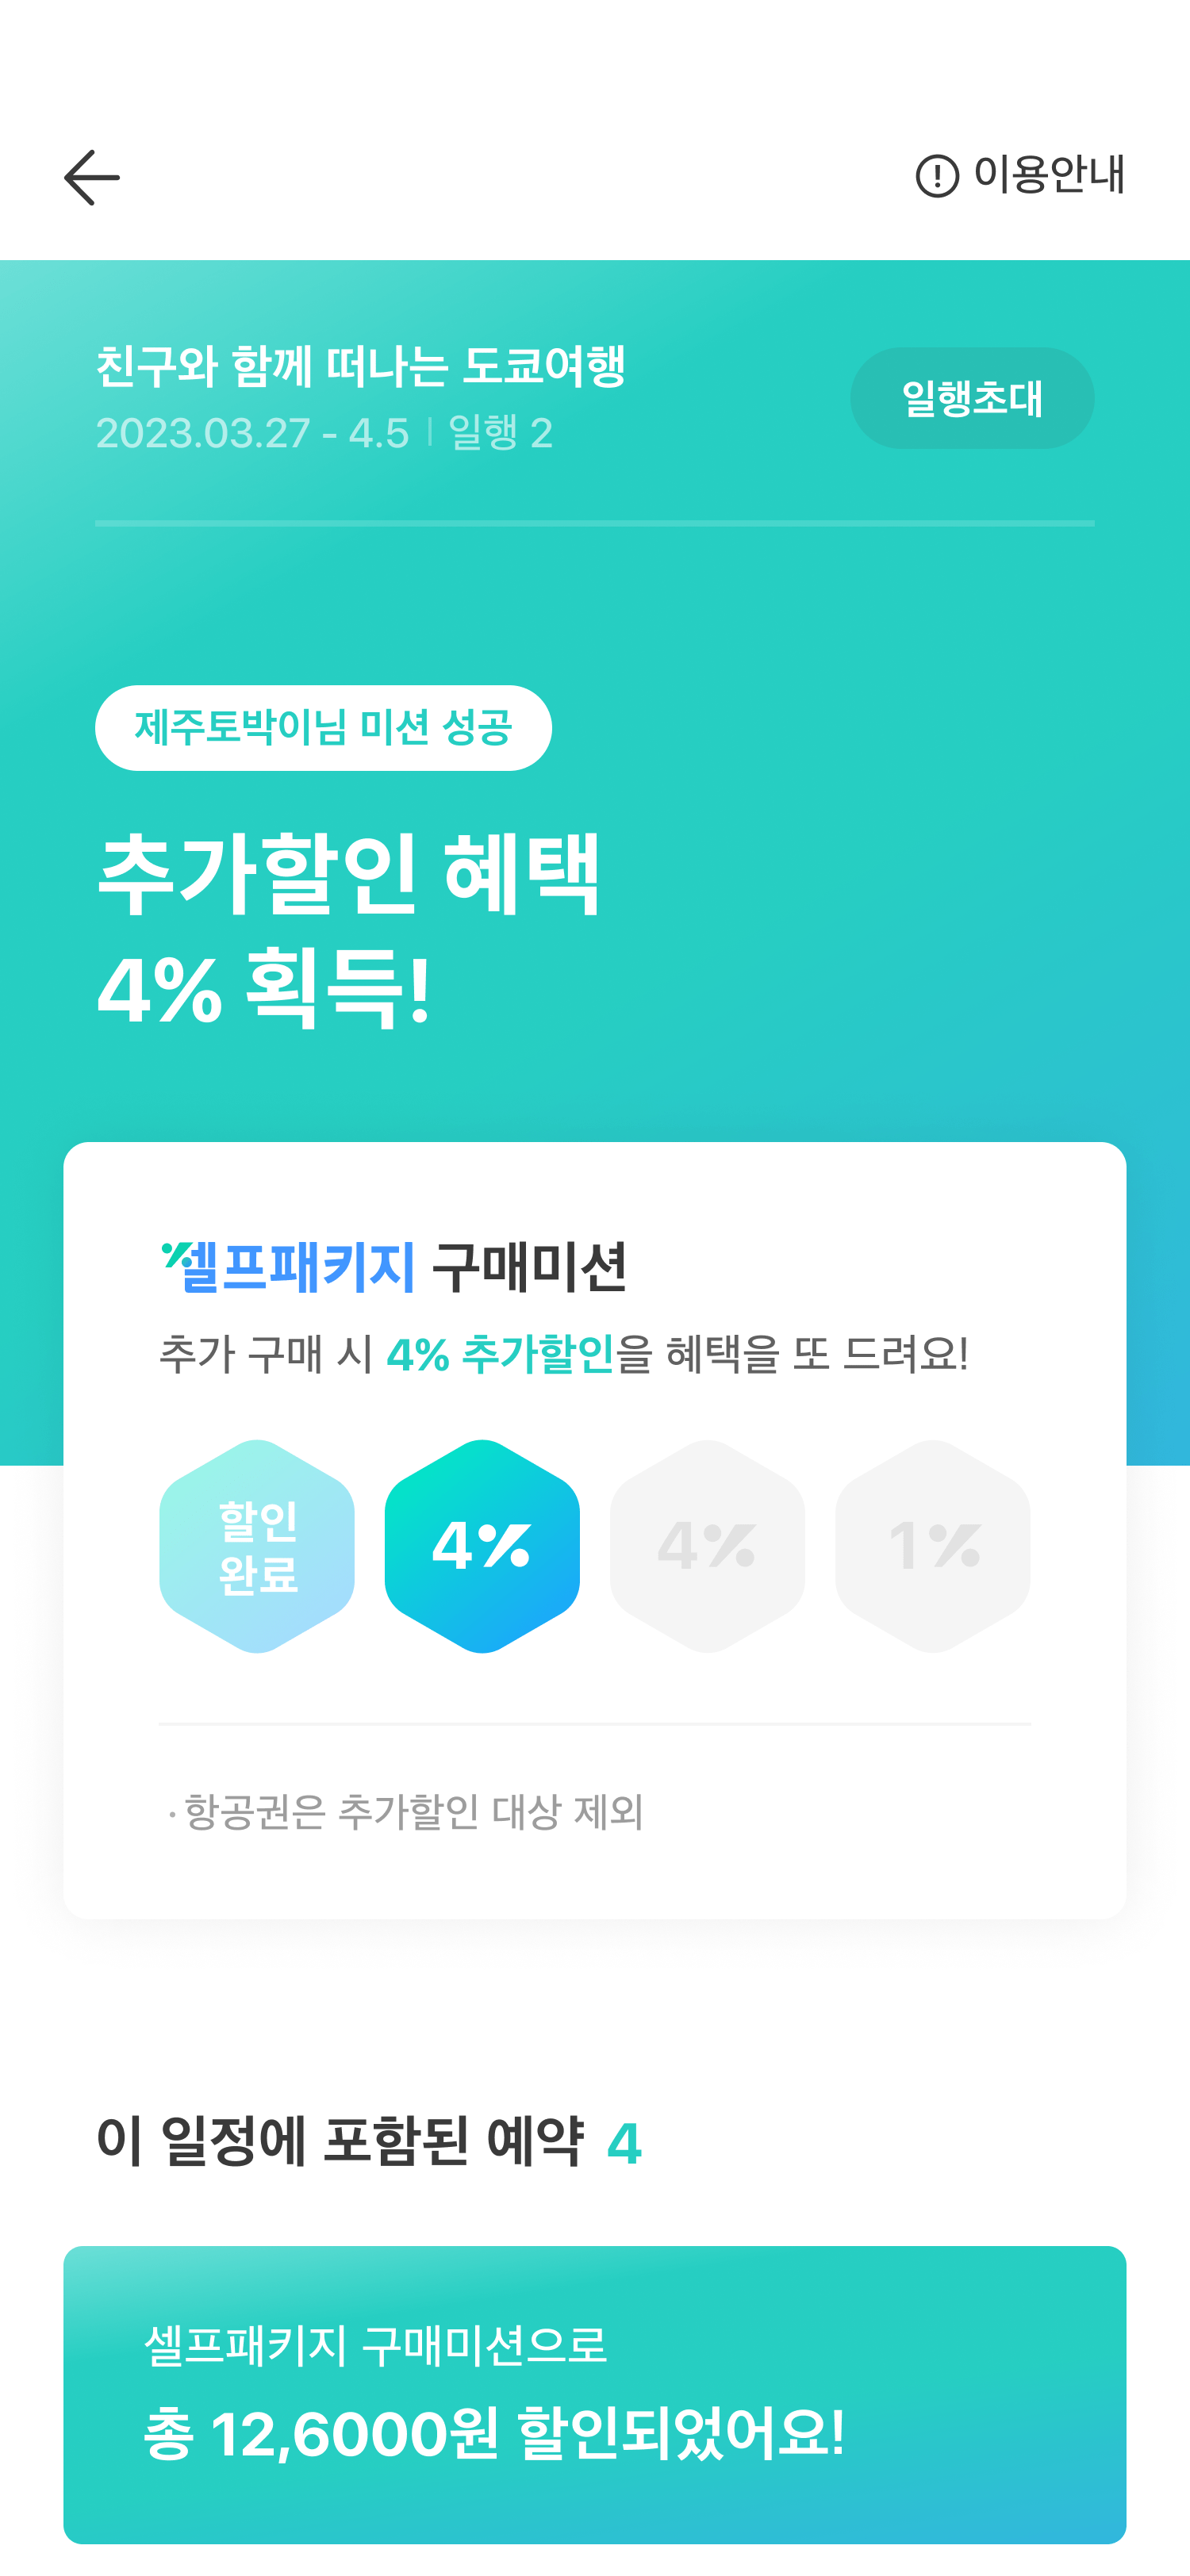 이용안내
친구와 함께 떠나는 도쿄여행
2023.03.27 - 4.5 | 일행 2
일행초대
제주토박이님 미션 성공
추가할인 혜택
4% 획득!
셀프패키지 구매미션
추가 구매 시 4% 추가할인을 혜택을 또 드려요!
할인
완료
4%
4%
1%
· 항공권은 추가할인 대상 제외
이 일정에 포함된 예약 4
셀프패키지 구매미션으로
총 12,6000원 할인되었어요!